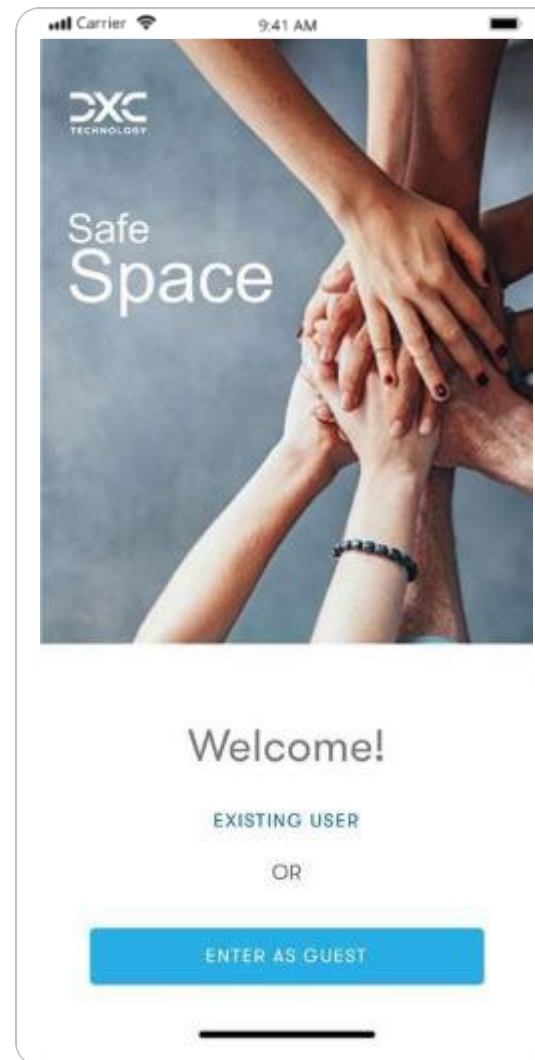 Carrier 9:41 AM
DXC
TECHNOLOGY
Safe
Space
Welcome!
EXISTING USER
OR
ENTER AS GUEST